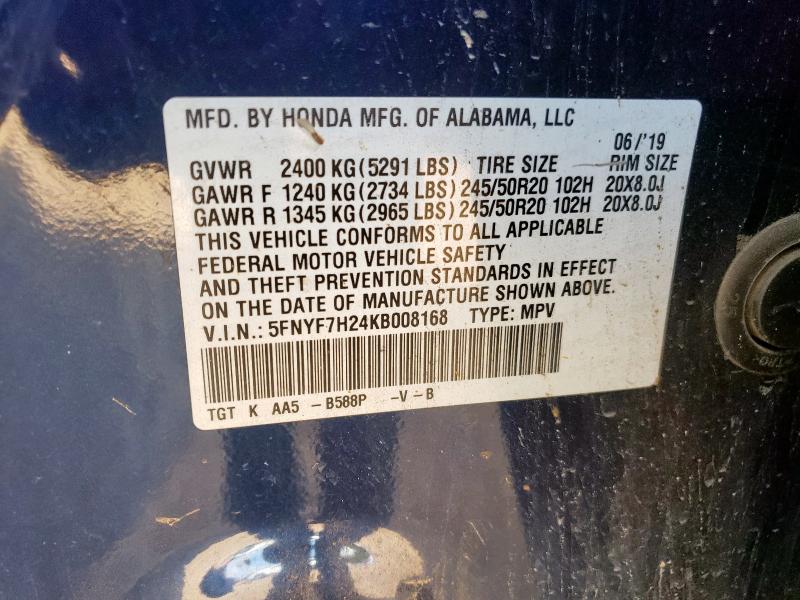 MFD. BY HONDA MFG. OF ALABAMA, LLC
06/'19
GVWR 2400 KG(5291 LBS) TIRE SIZE RIM SIZE
GAWR F 1240 KG(2734 LBS)245/50R20 102H 20X8.0J
GAWR R 1345 KG(2965 LBS)245/50R20 102H 20X8.0J
THIS VEHICLE CONFORMS TO ALL APPLICABLE
FEDERAL MOTOR VEHICLE SAFETY
AND THEFT PREVENTION STANDARDS IN EFFECT
ON THE DATE OF MANUFACTURE SHOWN ABOVE.
V.I.N.: 5FNYF7H24KB008168 TYPE: MPV
TGT K AA5 -B588P -V-B